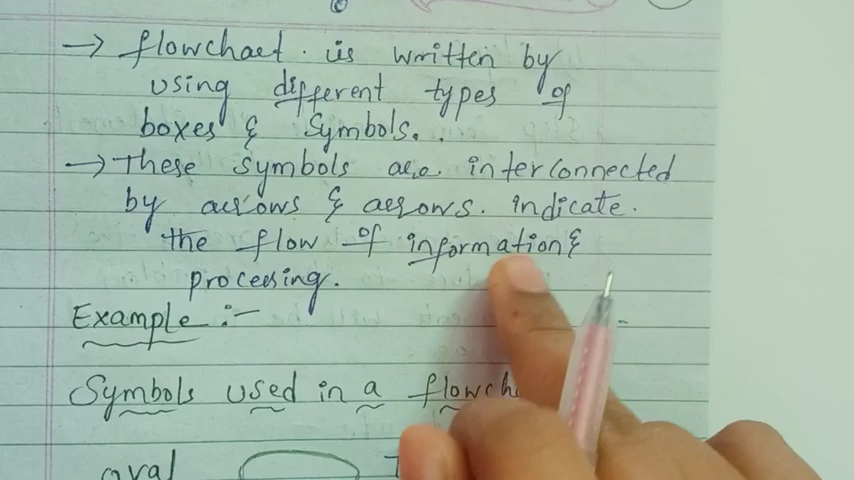 → flowchart. is written by
using different types of
boxes & Symbols..
→ These symbols are interconnected
by arrows & arrows. indicate.
the flow of information &
processing.
Example :-
Symbols used in a flowch
oval